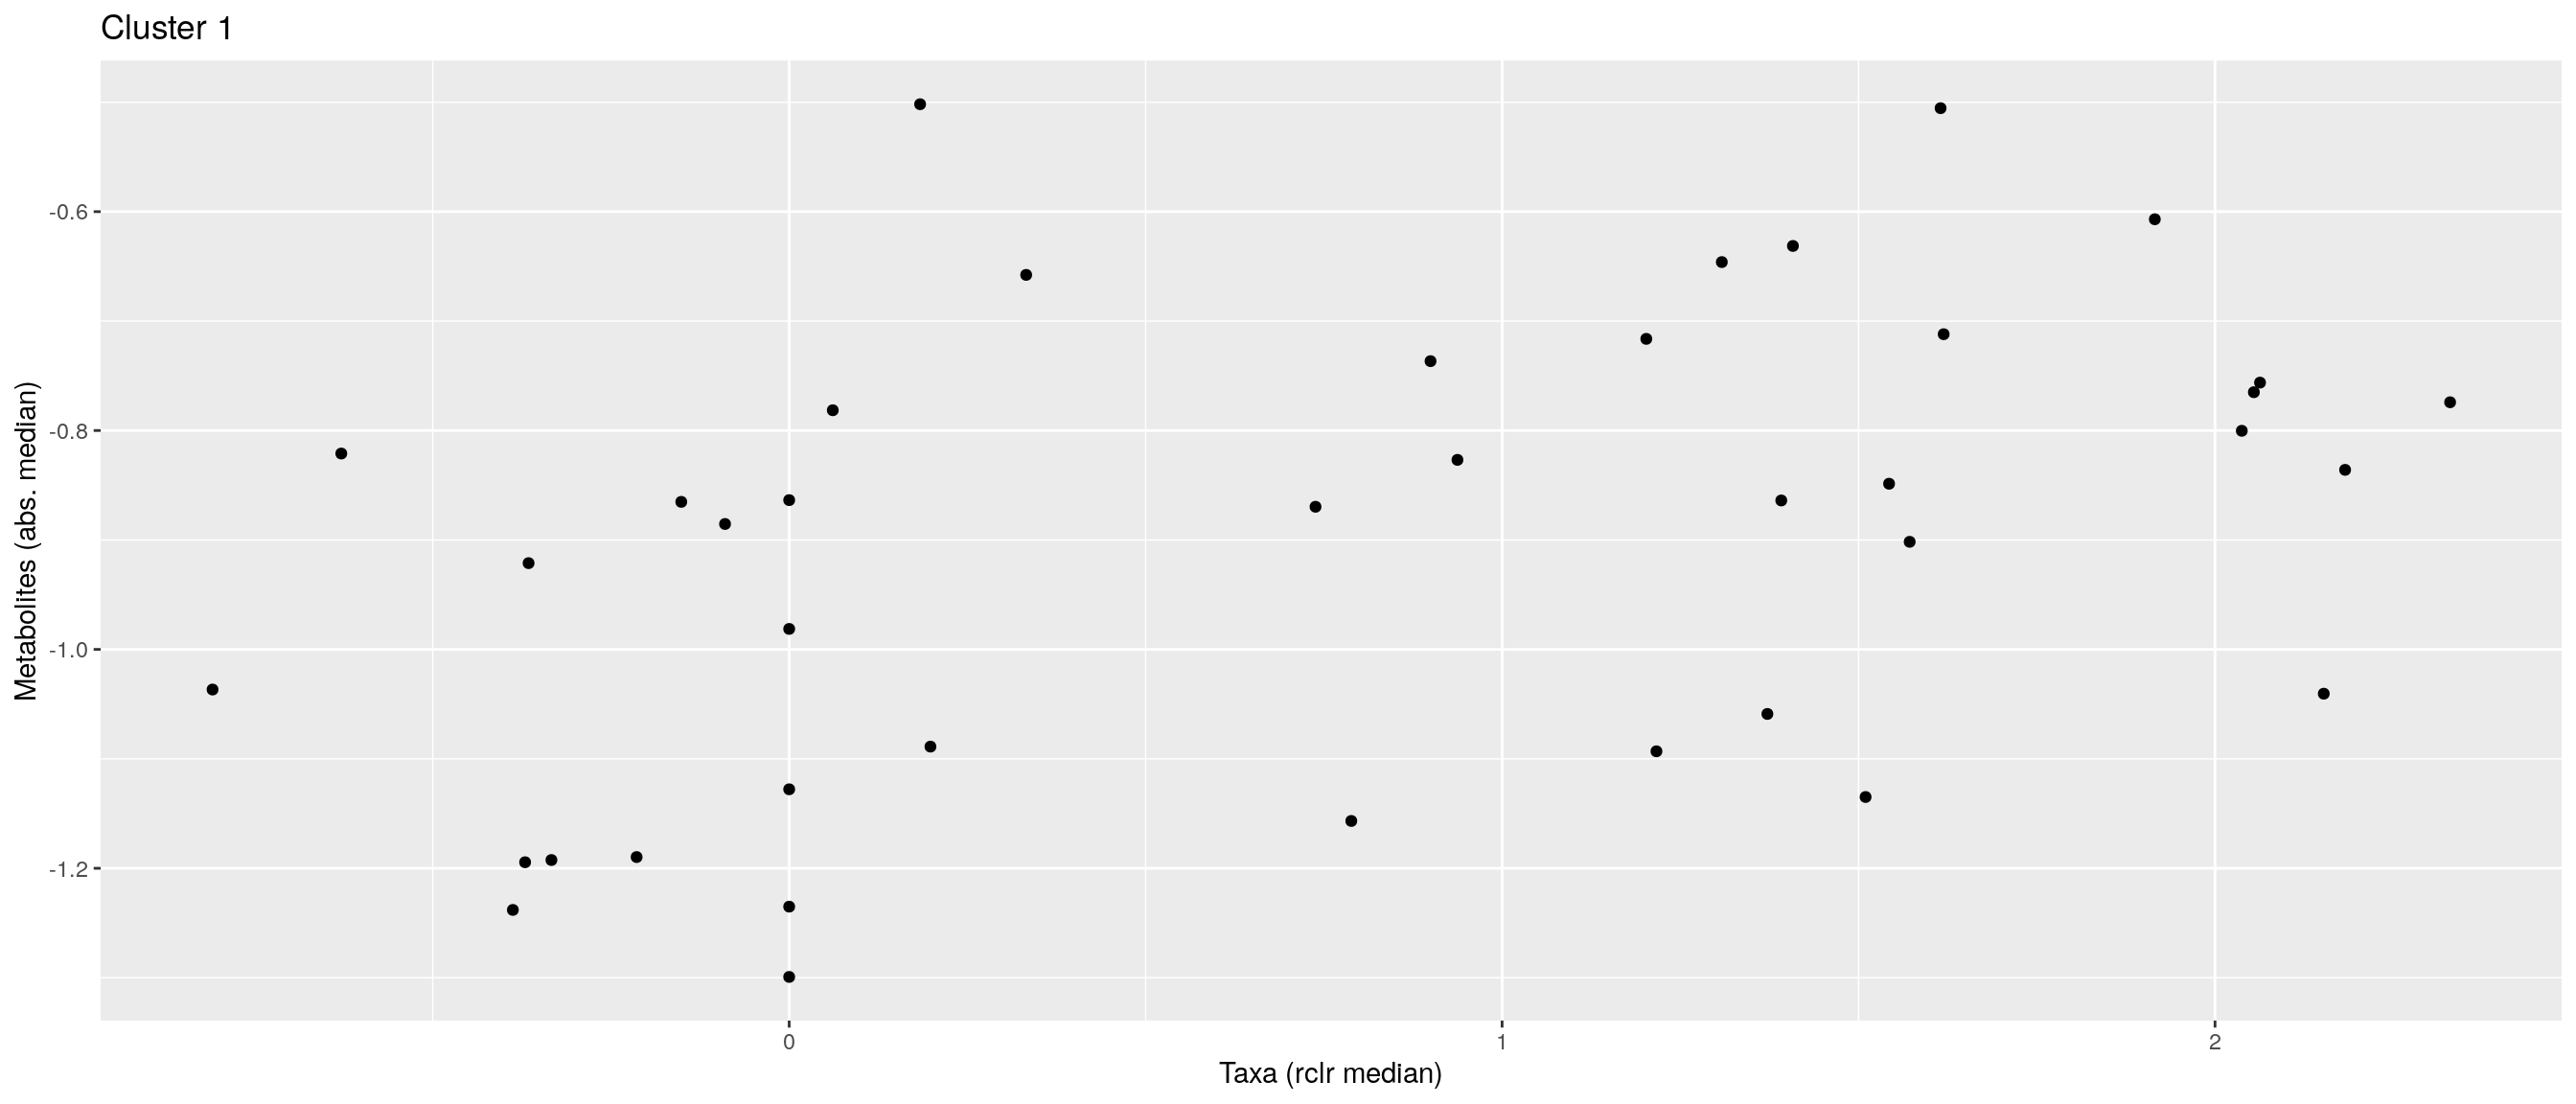 Cluster 1
-0.6
-0.8
-1.0
-1.2
Metabolites (abs. median)
0 1 2
Taxa (rclr median)